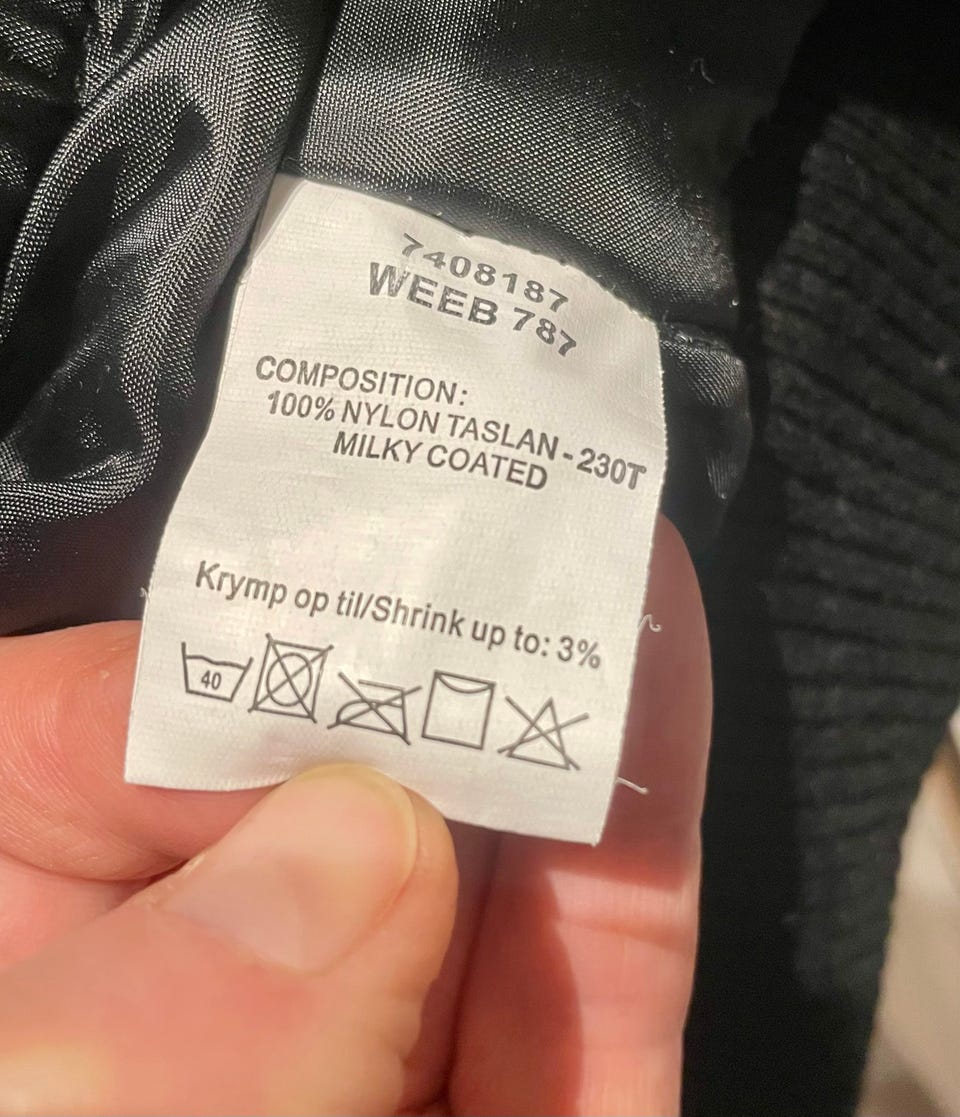 7408187
WEEB 787
COMPOSITION:
100% NYLON TASLAN - 230T
MILKY COATED
Krymp op til/Shrink up to: 3%
40